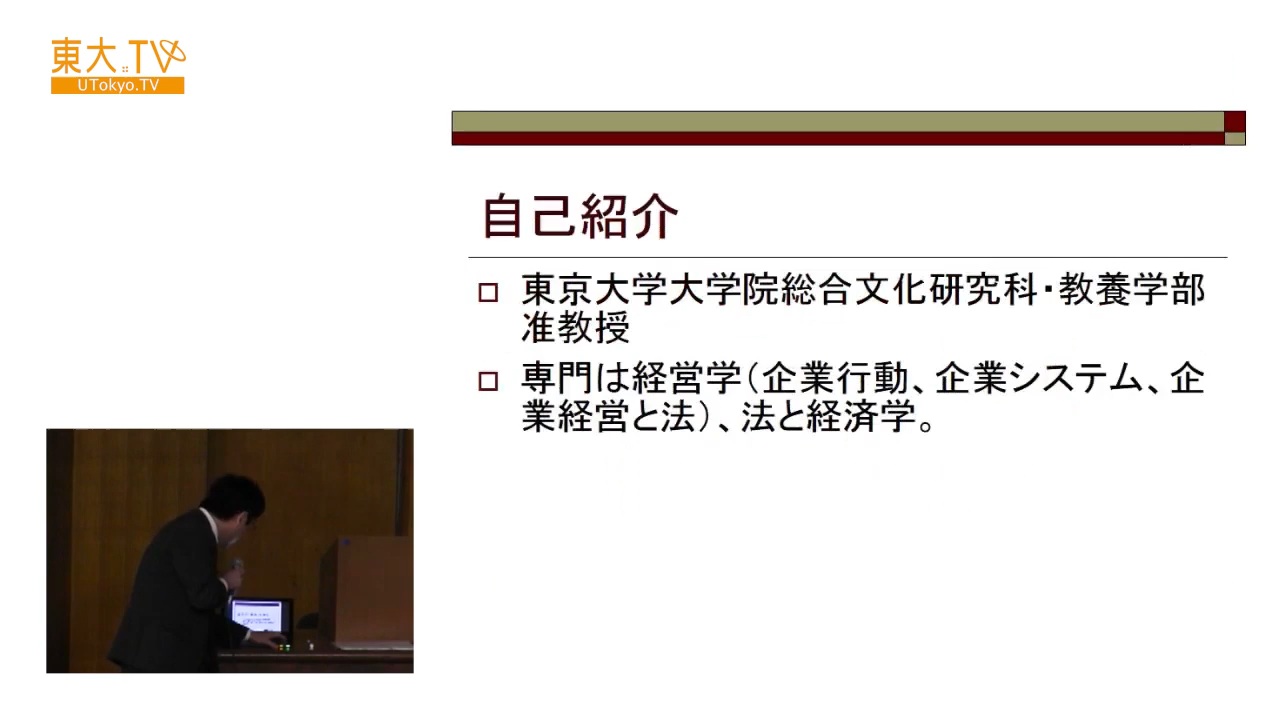 東大TV
UTokyo.TV
自己紹介
東京大学大学院総合文化研究科・教養学部
准教授
専門は経営学（企業行動、企業システム、企
業経営と法）、法と経済学。